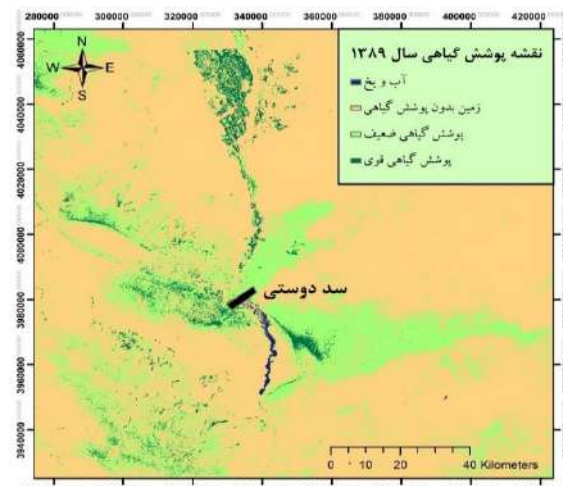 280000 300000 320000 340000 360000 380000 400000 420000
4060000
4040000
4020000
4000000
3980000
3960000
3940000
N
W E
S
نقشه پوشش گیاهی سال ۱۳۸۹
آب و یخ
زمین بدون پوشش گیاهی
پوشش گیاهی ضعیف
پوشش گیاهی قوی
سد دوستی
0 10 20 40 Kilometers